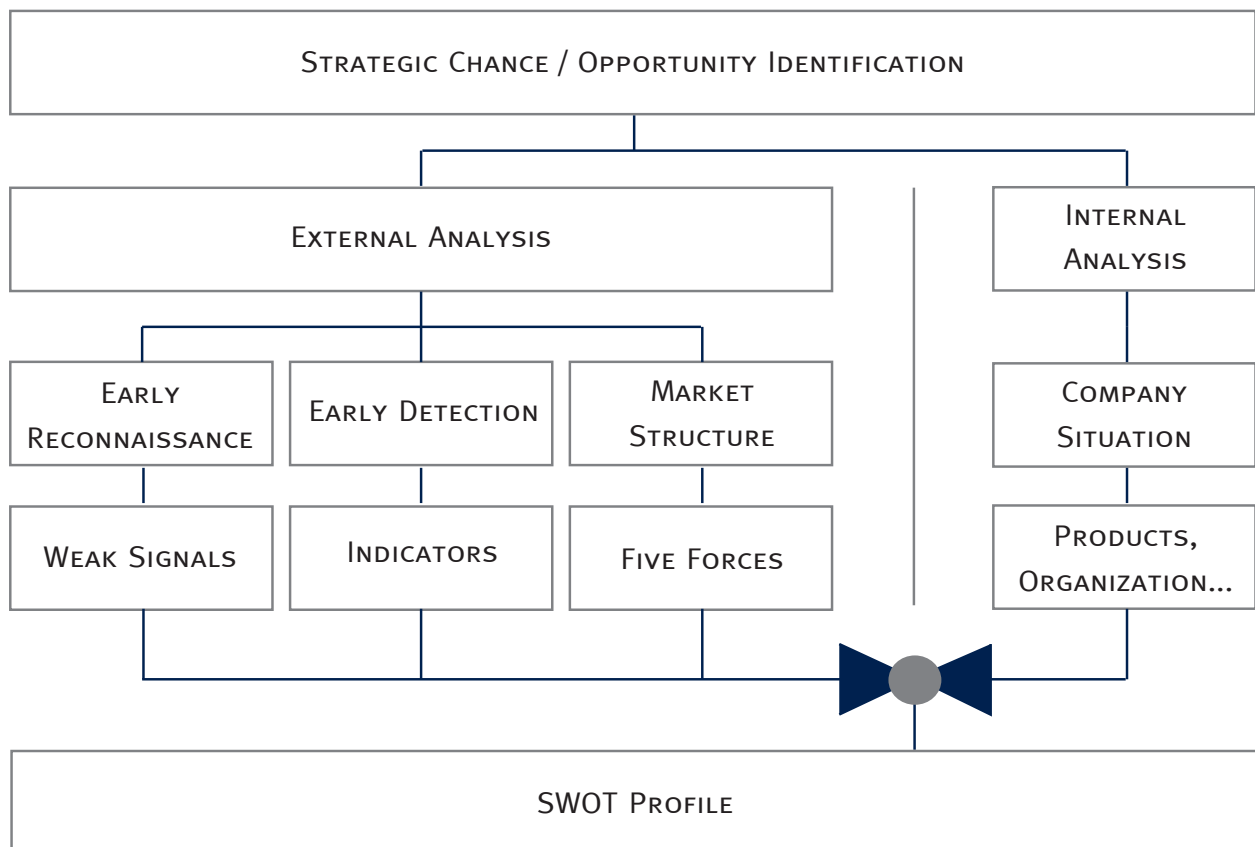 Strategic Chance / Opportunity Identification
External Analysis
Internal
Analysis
Early
Reconnaissance
Early Detection
Market
Structure
Company
Situation
Weak Signals
Indicators
Five Forces
Products,
Organization...
SWOT Profile